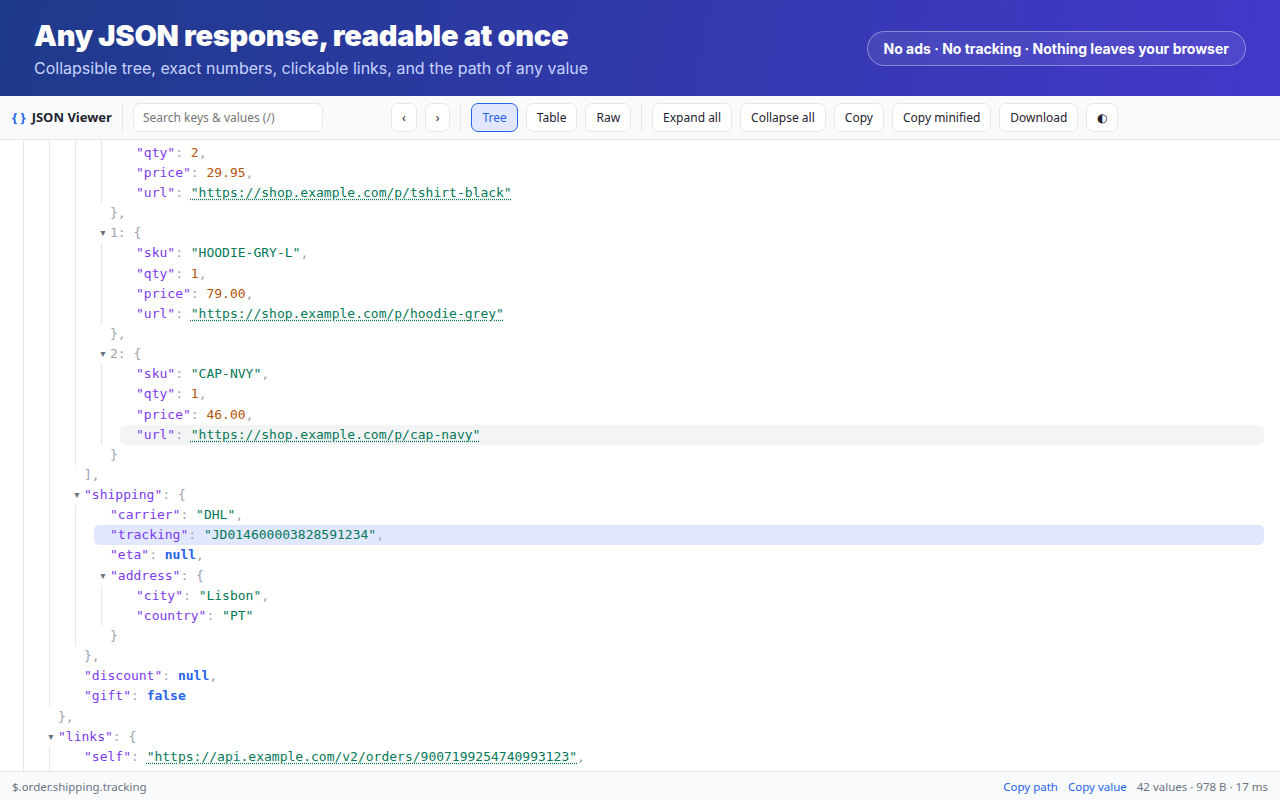 Any JSON response, readable at once
Collapsible tree, exact numbers, clickable links, and the path of any value
No ads · No tracking · Nothing leaves your browser
{ } JSON Viewer
Search keys & values (/)
‹ › Tree Table Raw Expand all Collapse all Copy Copy minified Download ◐
"qty": 2,
"price": 29.95,
"url": "https://shop.example.com/p/tshirt-black"
},
▾ 1: {
"sku": "HOODIE-GRY-L",
"qty": 1,
"price": 79.00,
"url": "https://shop.example.com/p/hoodie-grey"
},
▾ 2: {
"sku": "CAP-NVY",
"qty": 1,
"price": 46.00,
"url": "https://shop.example.com/p/cap-navy"
}
],
▾ "shipping": {
"carrier": "DHL",
"tracking": "JD014600003828591234",
"eta": null,
▾ "address": {
"city": "Lisbon",
"country": "PT"
}
},
"discount": null,
"gift": false
},
▾ "links": {
"self": "https://api.example.com/v2/orders/9007199254740993123",
$.order.shipping.tracking
Copy path Copy value 42 values · 978 B · 17 ms